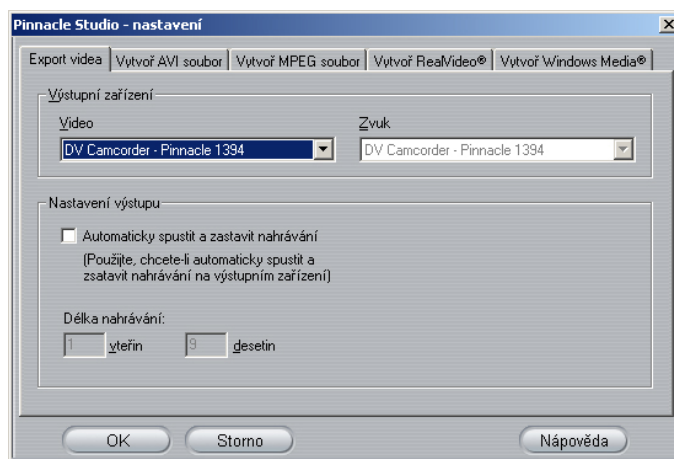 Pinnacle Studio - nastavení
Export videa Vytvoř AVI soubor Vytvoř MPEG soubor Vytvoř RealVideo® Vytvoř Windows Media®
Výstupní zařízení
Video Zvuk
DV Camcorder - Pinnacle 1394 DV Camcorder - Pinnacle 1394
Nastavení výstupu
Automaticky spustit a zastavit nahrávání
(Použijte, chcete-li automaticky spustit a
zsatavit nahrávání na výstupním zařízení)
Délka nahrávání:
1 vteřin 9 desetin
OK Storno Nápověda